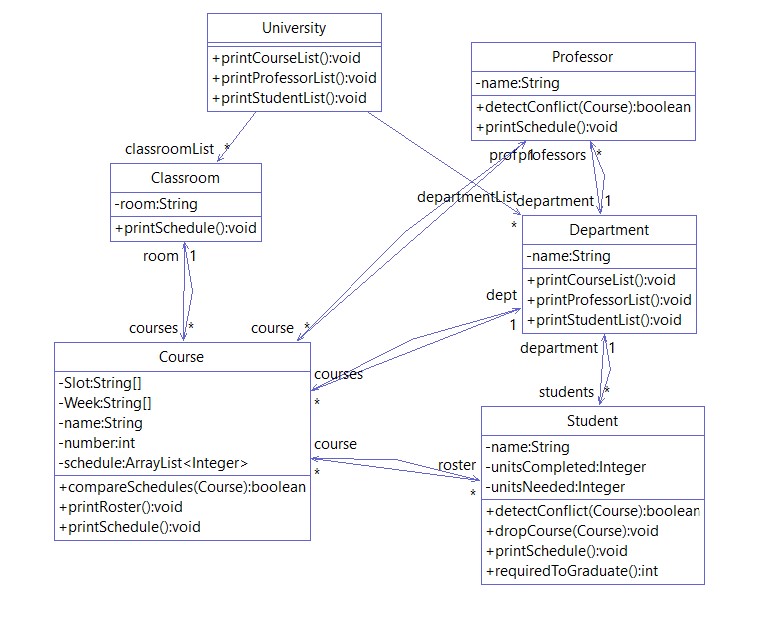 University
+printCourseList():void
+printProfessorList():void
+printStudentList():void
Professor
-name:String
+detectConflict(Course):boolean
+printSchedule():void
classroomList *
Classroom
-room:String
+printSchedule():void
prof 1
professors *
departmentList
*
department 1
Department
-name:String
+printCourseList():void
+printProfessorList():void
+printStudentList():void
room 1
courses *
course *
dept
1
Course
-Slot:String[]
-Week:String[]
-name:String
-number:int
-schedule:ArrayList<Integer>
+compareSchedules(Course):boolean
+printRoster():void
+printSchedule():void
courses
*
department 1
students *
course
*
roster
*
Student
-name:String
-unitsCompleted:Integer
-unitsNeeded:Integer
+detectConflict(Course):boolean
+dropCourse(Course):void
+printSchedule():void
+requiredToGraduate():int